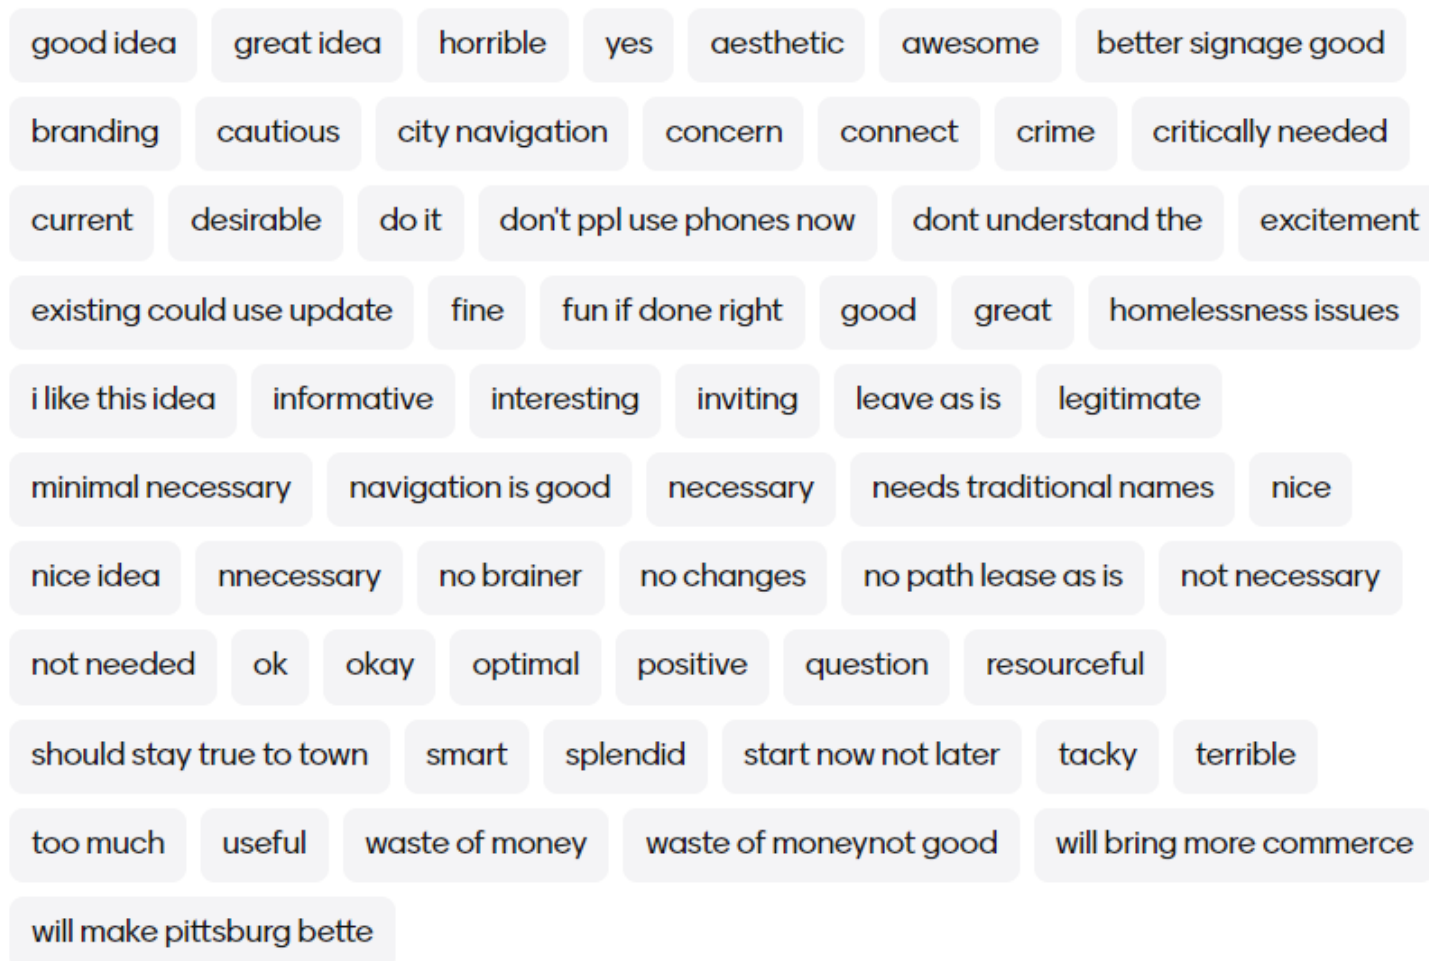 good idea great idea horrible yes aesthetic awesome better signage good
branding cautious city navigation concern connect crime critically needed
current desirable do it don't ppl use phones now dont understand the excitement
existing could use update fine fun if done right good great homelessness issues
i like this idea informative interesting inviting leave as is legitimate
minimal necessary navigation is good necessary needs traditional names nice
nice idea nnecessary no brainer no changes no path lease as is not necessary
not needed ok okay optimal positive question resourceful
should stay true to town smart splendid start now not later tacky terrible
too much useful waste of money waste of moneynot good will bring more commerce
will make pittsburg bette